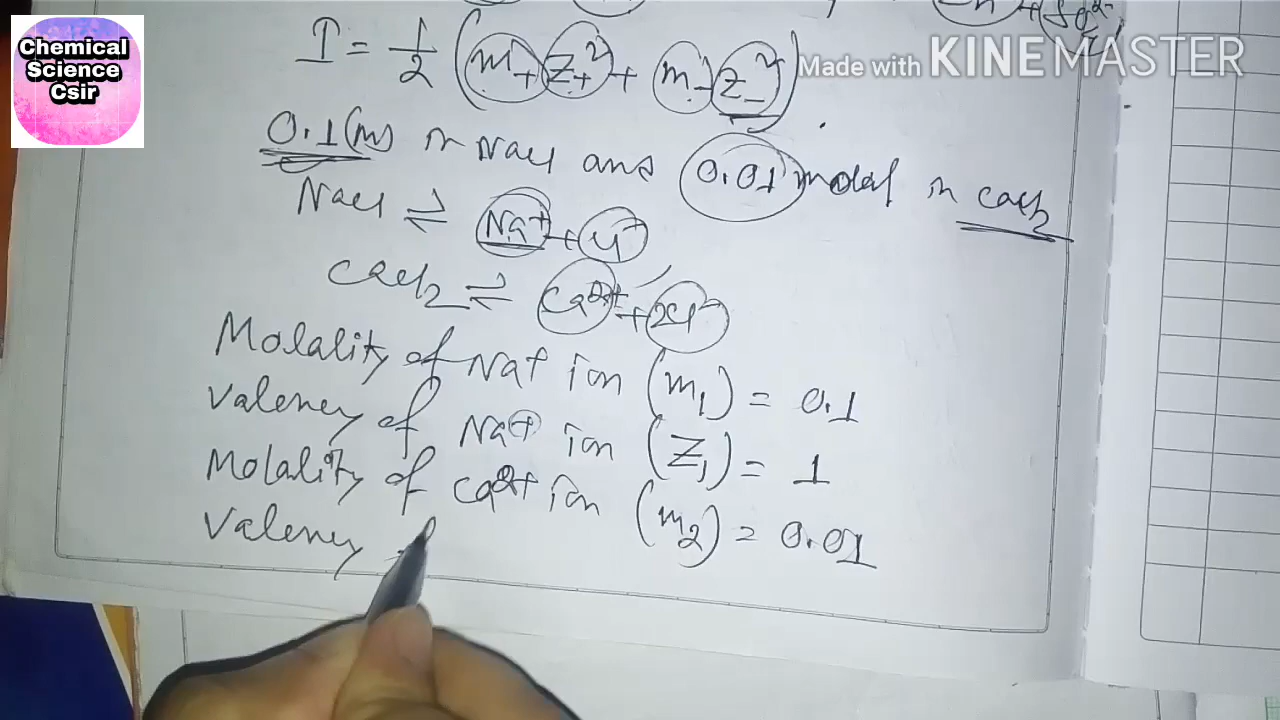 Chemical
Science
Csir
Made with KINEMASTER
I = 1/2 (m+ z+² + m- z-²)
0.1(m) in NaCl and 0.01 molal in CaCl₂
NaCl ⇌ Na⁺ + Cl⁻
CaCl₂ ⇌ Ca²⁺ + 2Cl⁻
Molality of Na⁺ ion (m₁) = 0.1
Valency of Na⁺ ion (Z₁) = 1
Molality of Ca²⁺ ion (m₂) = 0.01
Valency